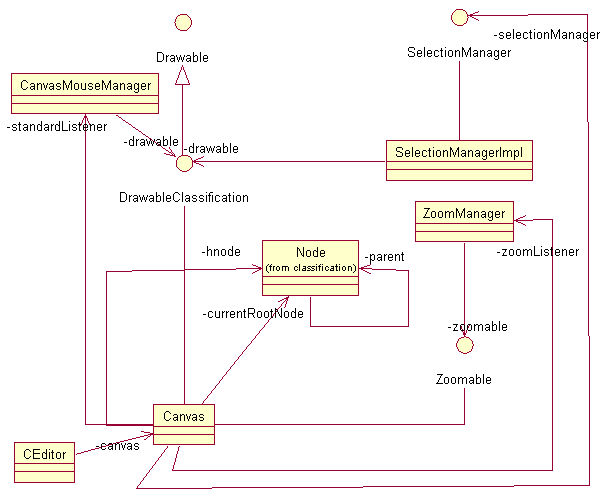 -selectionManager
Drawable
SelectionManager
CanvasMouseManager
-standardListener
-drawable
-drawable
SelectionManagerImpl
DrawableClassification
ZoomManager
-hnode
Node
(from classification)
-parent
-zoomListener
-currentRootNode
-zoomable
Zoomable
Canvas
-canvas
CEditor